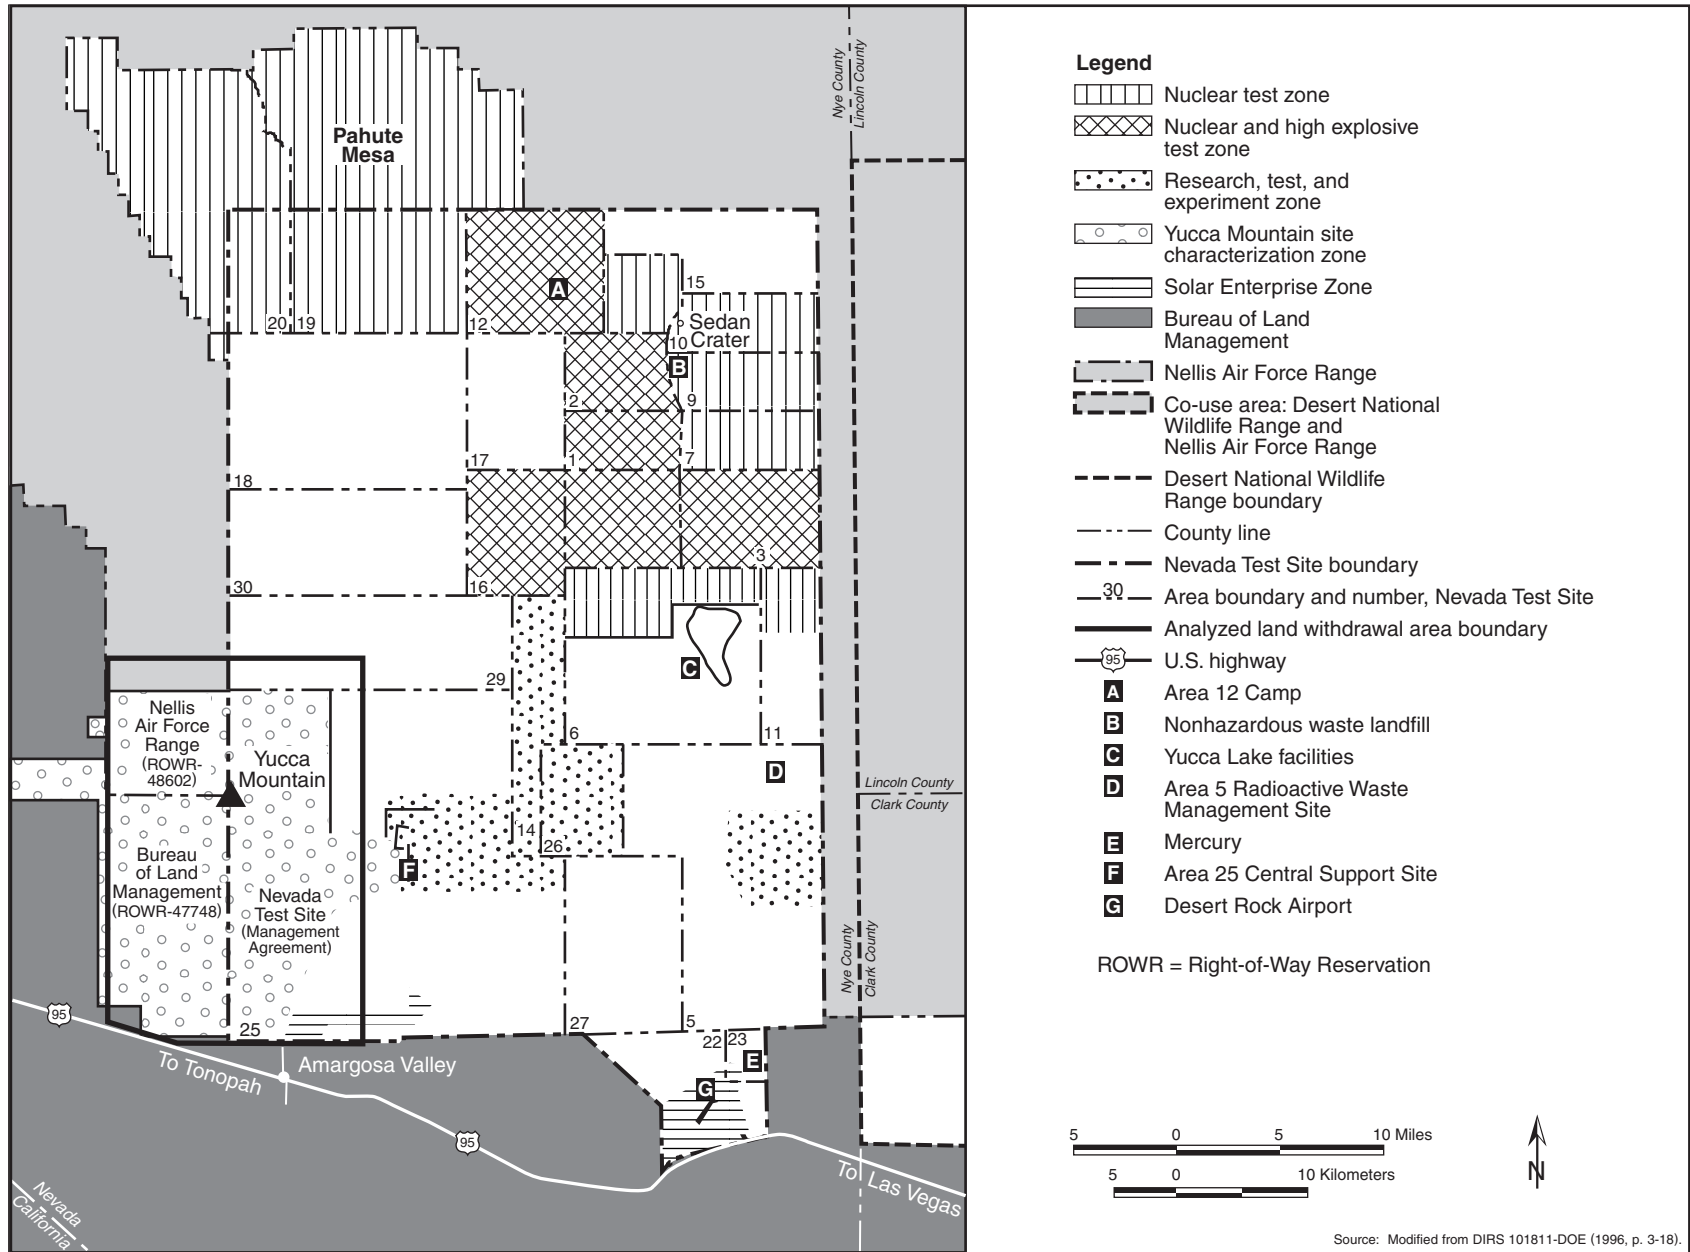 Nye County
Lincoln County
Pahute
Mesa
A
15
20
19
12
Sedan
Crater
10
B
2
9
17
1
7
18
3
30
16
C
29
6
11
D
Nellis
Air Force
Range
(ROWR-
48602)
Yucca
Mountain
Lincoln County
Clark County
14
26
F
Bureau
of Land
Management
(ROWR-47748)
Nevada
Test Site
(Management
Agreement)
Nye County
Clark County
95
25
27
5
22
23
E
G
To Tonopah
Amargosa Valley
95
To Las Vegas
Nevada
California
Legend
Nuclear test zone
Nuclear and high explosive
test zone
Research, test, and
experiment zone
Yucca Mountain site
characterization zone
Solar Enterprise Zone
Bureau of Land
Management
Nellis Air Force Range
Co-use area: Desert National
Wildlife Range and
Nellis Air Force Range
Desert National Wildlife
Range boundary
County line
Nevada Test Site boundary
30 Area boundary and number, Nevada Test Site
Analyzed land withdrawal area boundary
95 U.S. highway
A Area 12 Camp
B Nonhazardous waste landfill
C Yucca Lake facilities
D Area 5 Radioactive Waste
Management Site
E Mercury
F Area 25 Central Support Site
G Desert Rock Airport
ROWR = Right-of-Way Reservation
5 0 5 10 Miles
5 0 10 Kilometers
N
Source: Modified from DIRS 101811-DOE (1996, p. 3-18).